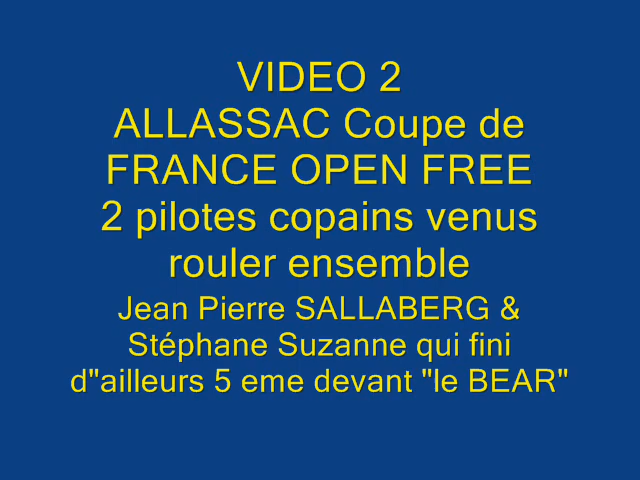 VIDEO 2
ALLASSAC Coupe de
FRANCE OPEN FREE
2 pilotes copains venus
rouler ensemble
Jean Pierre SALLABERG &
Stéphane Suzanne qui fini
d"ailleurs 5 eme devant "le BEAR"